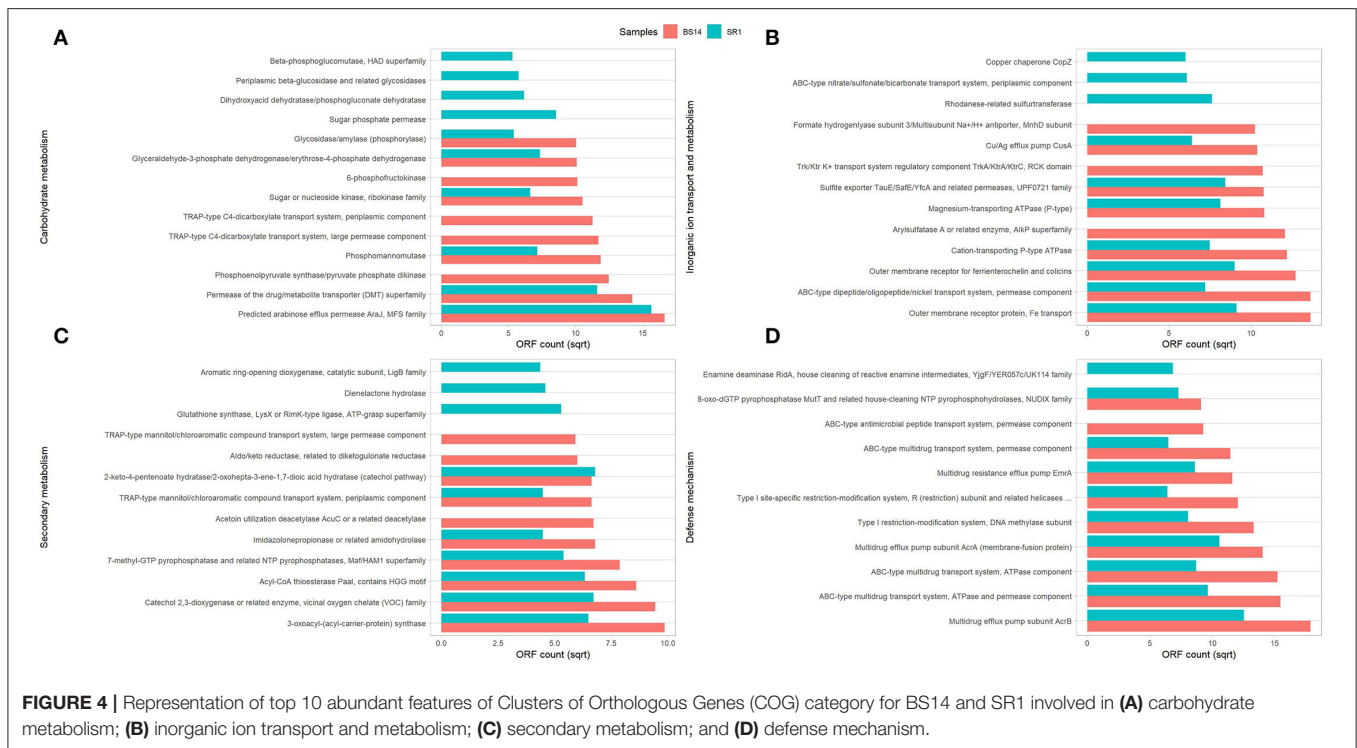 Samples BS14 SR1
A
Carbohydrate metabolism
Beta-phosphoglucomutase, HAD superfamily
Periplasmic beta-glucosidase and related glycosidases
Dihydroxyacid dehydratase/phosphogluconate dehydratase
Sugar phosphate permease
Glycosidase/amylase (phosphorylase)
Glyceraldehyde-3-phosphate dehydrogenase/erythrose-4-phosphate dehydrogenase
6-phosphofructokinase
Sugar or nucleoside kinase, ribokinase family
TRAP-type C4-dicarboxylate transport system, periplasmic component
TRAP-type C4-dicarboxylate transport system, large permease component
Phosphomannomutase
Phosphoenolpyruvate synthase/pyruvate phosphate dikinase
Permease of the drug/metabolite transporter (DMT) superfamily
Predicted arabinose efflux permease AraJ, MFS family
0 5 10 15
ORF count (sqrt)
B
Inorganic ion transport and metabolism
Copper chaperone CopZ
ABC-type nitrate/sulfonate/bicarbonate transport system, periplasmic component
Rhodanese-related sulfurtransferase
Formate hydrogenlyase subunit 3/Multisubunit Na+/H+ antiporter, MnhD subunit
Cu/Ag efflux pump CusA
Trk/Ktr K+ transport system regulatory component TrkA/KtrA/KtrC, RCK domain
Sulfite exporter TauE/SafE/YfcA and related permeases, UPF0721 family
Magnesium-transporting ATPase (P-type)
Arylsulfatase A or related enzyme, AlkP superfamily
Cation-transporting P-type ATPase
Outer membrane receptor for ferrienterochelin and colicins
ABC-type dipeptide/oligopeptide/nickel transport system, permease component
Outer membrane receptor protein, Fe transport
0 5 10
ORF count (sqrt)
C
Secondary metabolism
Aromatic ring-opening dioxygenase, catalytic subunit, LigB family
Dienelactone hydrolase
Glutathione synthase, LysX or RimK-type ligase, ATP-grasp superfamily
TRAP-type mannitol/chloroaromatic compound transport system, large permease component
Aldo/keto reductase, related to diketogulonate reductase
2-keto-4-pentenoate hydratase/2-oxohepta-3-ene-1,7-dioic acid hydratase (catechol pathway)
TRAP-type mannitol/chloroaromatic compound transport system, periplasmic component
Acetoin utilization deacetylase AcuC or a related deacetylase
Imidazolonepropionase or related amidohydrolase
7-methyl-GTP pyrophosphatase and related NTP pyrophosphatases, Maf/HAM1 superfamily
Acyl-CoA thioesterase PaaI, contains HGG motif
Catechol 2,3-dioxygenase or related enzyme, vicinal oxygen chelate (VOC) family
3-oxoacyl-(acyl-carrier-protein) synthase
0.0 2.5 5.0 7.5 10.0
ORF count (sqrt)
D
Defense mechanism
Enamine deaminase RidA, house cleaning of reactive enamine intermediates, YjgF/YER057c/UK114 family
8-oxo-dGTP pyrophosphatase MutT and related house-cleaning NTP pyrophosphohydrolases, NUDIX family
ABC-type antimicrobial peptide transport system, permease component
ABC-type multidrug transport system, permease component
Multidrug resistance efflux pump EmrA
Type I site-specific restriction-modification system, R (restriction) subunit and related helicases ...
Type I restriction-modification system, DNA methylase subunit
Multidrug efflux pump subunit AcrA (membrane-fusion protein)
ABC-type multidrug transport system, ATPase component
ABC-type multidrug transport system, ATPase and permease component
Multidrug efflux pump subunit AcrB
0 5 10 15
ORF count (sqrt)
FIGURE 4 | Representation of top 10 abundant features of Clusters of Orthologous Genes (COG) category for BS14 and SR1 involved in (A) carbohydrate
metabolism; (B) inorganic ion transport and metabolism; (C) secondary metabolism; and (D) defense mechanism.